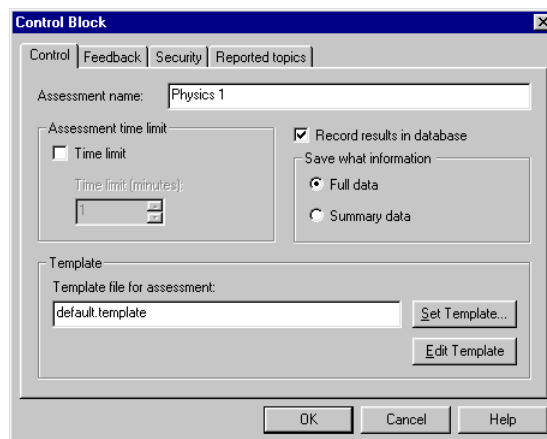 Control Block
Control Feedback Security Reported topics
Assessment name: Physics 1
Assessment time limit
Time limit
Time limit (minutes):
1
Record results in database
Save what information
Full data
Summary data
Template
Template file for assessment:
default.template Set Template...
Edit Template
OK Cancel Help